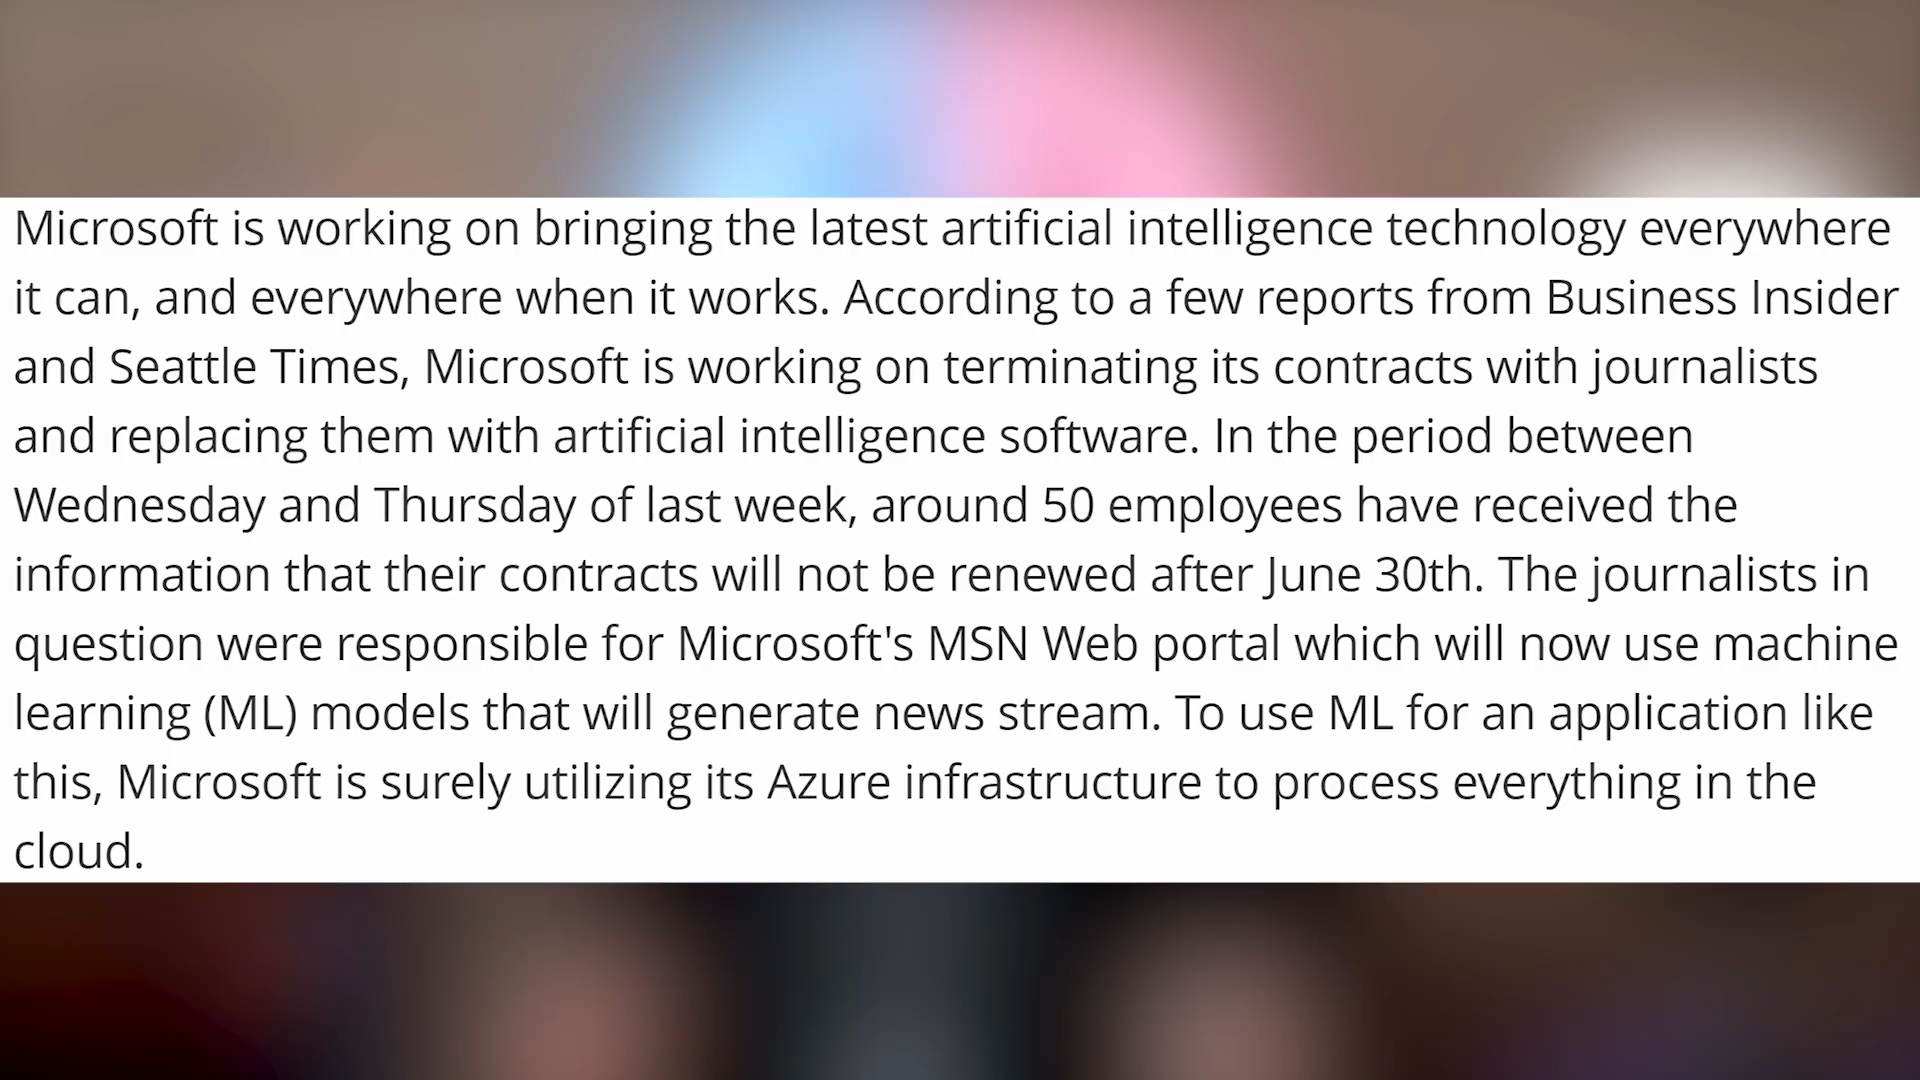 Microsoft is working on bringing the latest artificial intelligence technology everywhere
it can, and everywhere when it works. According to a few reports from Business Insider
and Seattle Times, Microsoft is working on terminating its contracts with journalists
and replacing them with artificial intelligence software. In the period between
Wednesday and Thursday of last week, around 50 employees have received the
information that their contracts will not be renewed after June 30th. The journalists in
question were responsible for Microsoft's MSN Web portal which will now use machine
learning (ML) models that will generate news stream. To use ML for an application like
this, Microsoft is surely utilizing its Azure infrastructure to process everything in the
cloud.